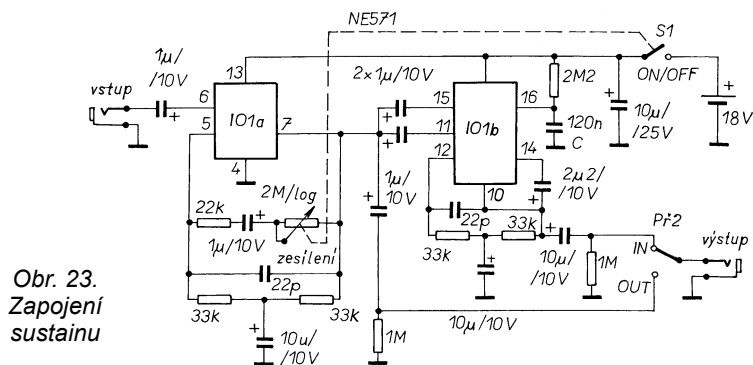 NE571
S1
ON/OFF
18V
10µ/
/25V
2M2
120n
C
2×1µ/10V
1µ/
/10V
vstup
13
6
5
7
4
IO1a
15
16
11
IO1b
12
14
10
22k
2M/log
1µ/10V
zesílení
22p
33k
33k
10u/
/10V
1µ/
/10V
1M
22p
33k
33k
2µ2/
/10V
10µ/10V
10µ/
/10V
1M
Př2
IN
OUT
výstup
Obr. 23.
Zapojení
sustainu